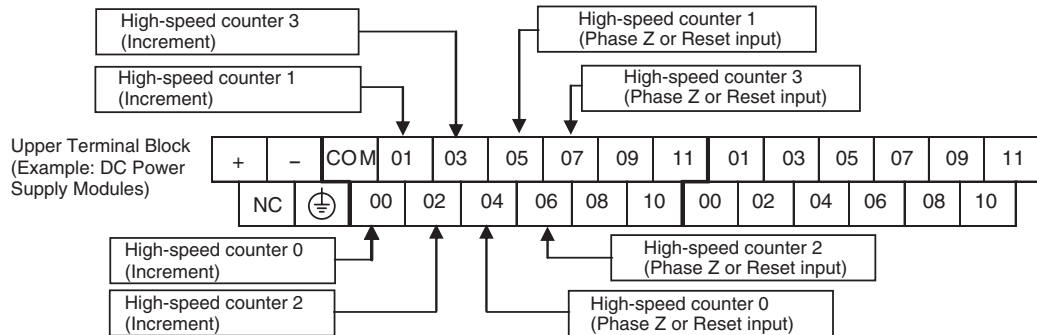 High-speed counter 3
(Increment)
High-speed counter 1
(Phase Z or Reset input)
High-speed counter 1
(Increment)
High-speed counter 3
(Phase Z or Reset input)
Upper Terminal Block
(Example: DC Power
Supply Modules)
+ – COM 01 03 05 07 09 11 01 03 05 07 09 11
NC 00 02 04 06 08 10 00 02 04 06 08 10
High-speed counter 0
(Increment)
High-speed counter 2
(Phase Z or Reset input)
High-speed counter 2
(Increment)
High-speed counter 0
(Phase Z or Reset input)